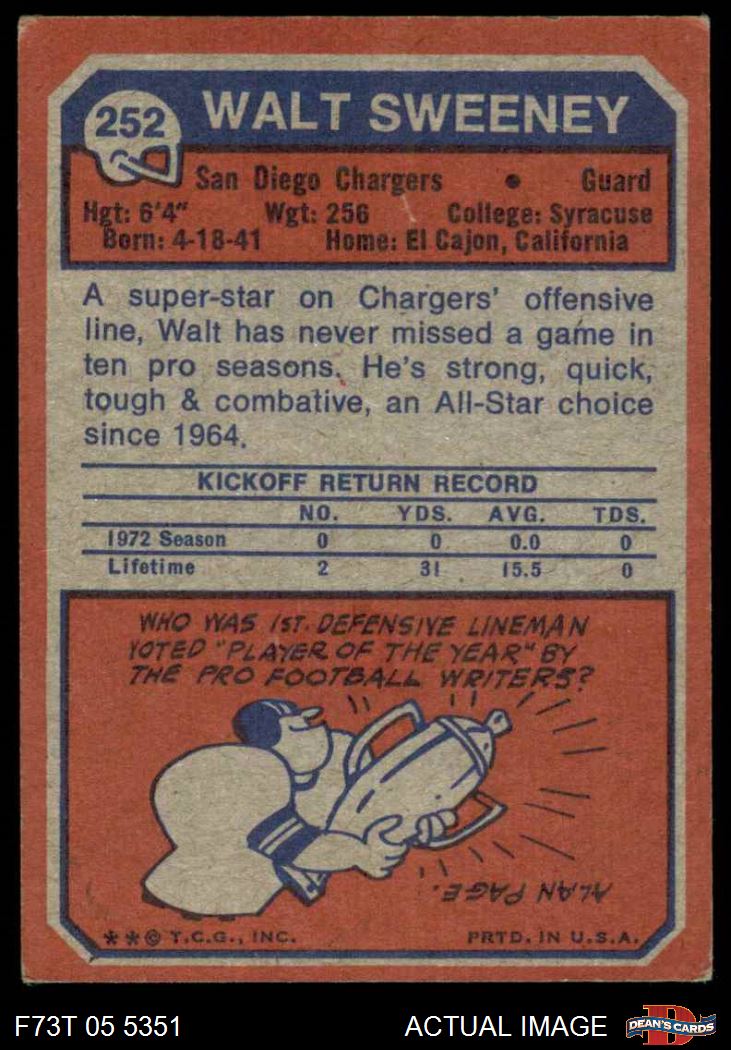 252
WALT SWEENEY
San Diego Chargers • Guard
Hgt: 6'4" Wgt: 256 College: Syracuse
Born: 4-18-41 Home: El Cajon, California
A super-star on Chargers' offensive
line, Walt has never missed a game in
ten pro seasons. He's strong, quick,
tough & combative, an All-Star choice
since 1964.
KICKOFF RETURN RECORD
NO. YDS. AVG. TDS.
1972 Season 0 0 0.0 0
Lifetime 2 31 15.5 0
WHO WAS 1ST. DEFENSIVE LINEMAN
VOTED "PLAYER OF THE YEAR" BY
THE PRO FOOTBALL WRITERS?
ALAN PAGE.
**© T.C.G., INC. PRTD. IN U.S.A.
F73T 05 5351 ACTUAL IMAGE D DEAN'S CARDS